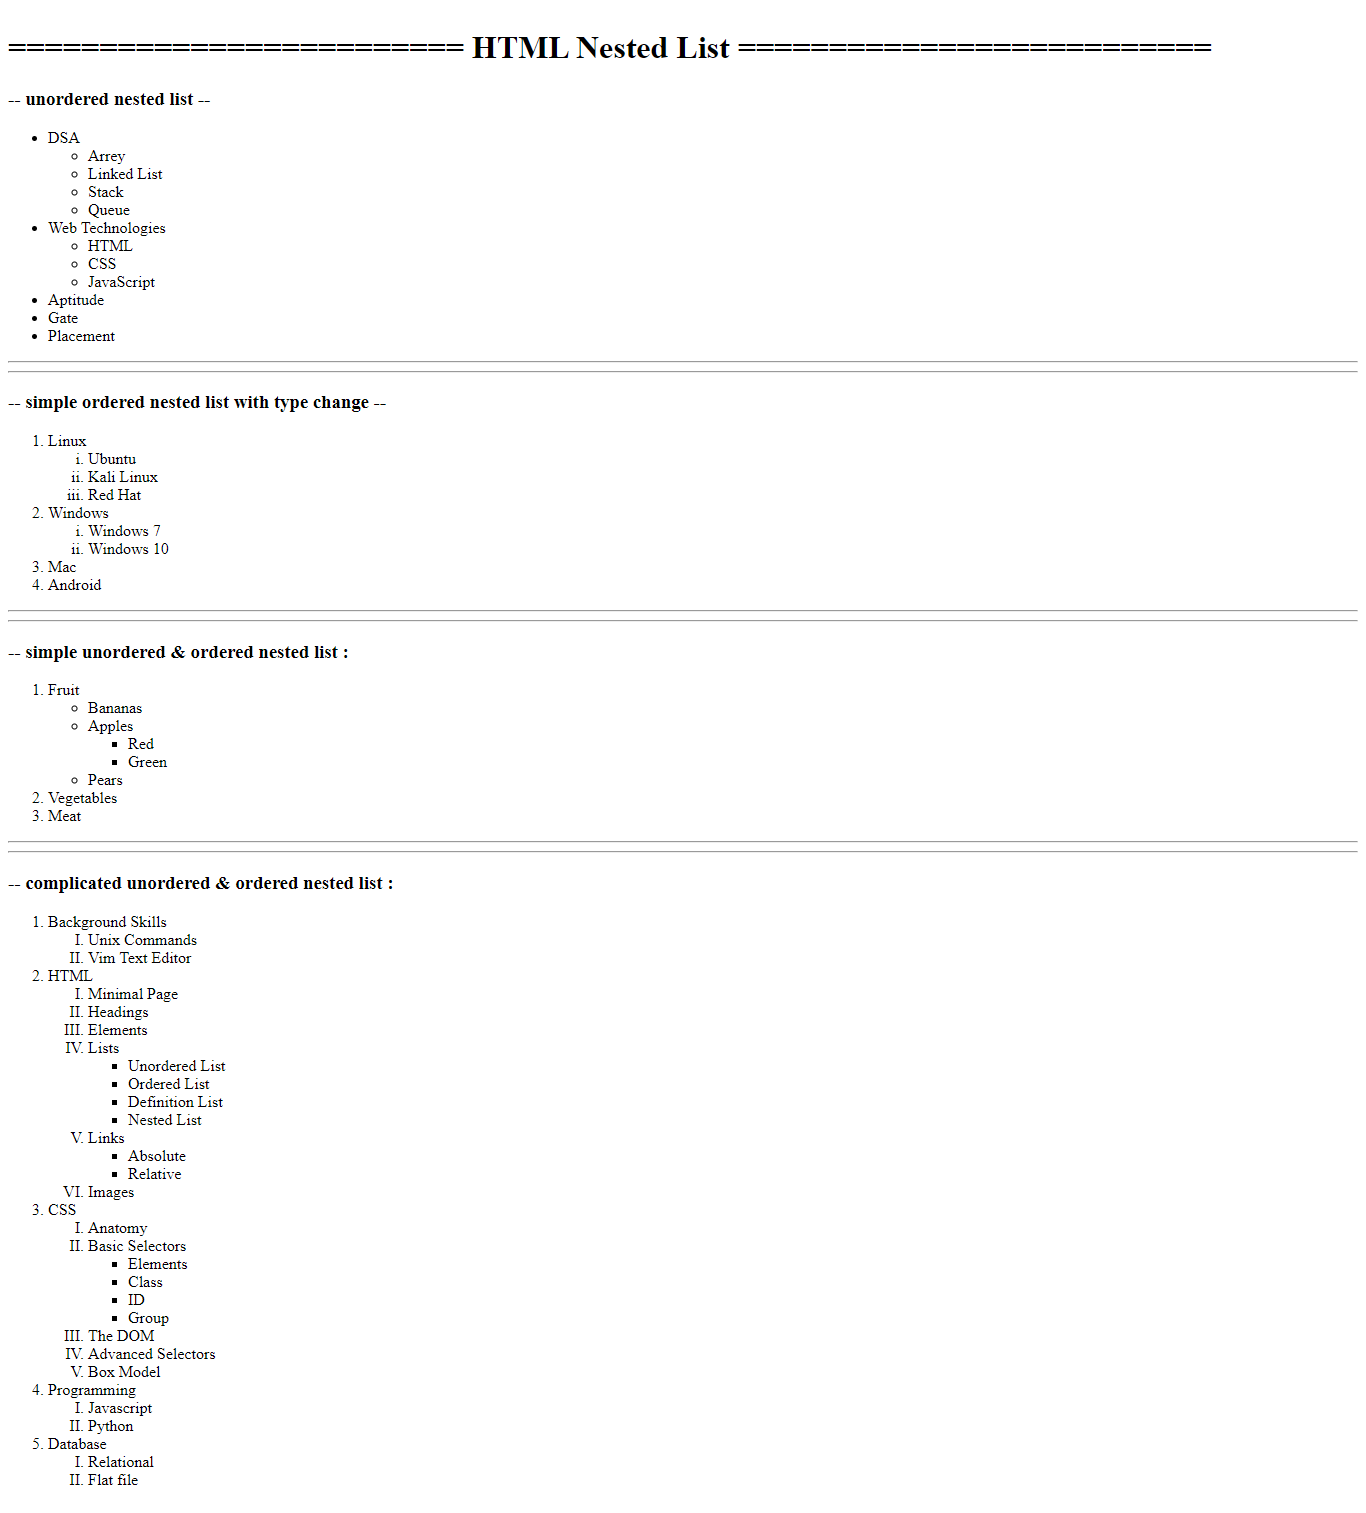 ========================= HTML Nested List ==========================
-- unordered nested list --
• DSA
◦ Arrey
◦ Linked List
◦ Stack
◦ Queue
• Web Technologies
◦ HTML
◦ CSS
◦ JavaScript
• Aptitude
• Gate
• Placement
-- simple ordered nested list with type change --
1. Linux
i. Ubuntu
ii. Kali Linux
iii. Red Hat
2. Windows
i. Windows 7
ii. Windows 10
3. Mac
4. Android
-- simple unordered & ordered nested list :
1. Fruit
◦ Bananas
◦ Apples
▪ Red
▪ Green
◦ Pears
2. Vegetables
3. Meat
-- complicated unordered & ordered nested list :
1. Background Skills
I. Unix Commands
II. Vim Text Editor
2. HTML
I. Minimal Page
II. Headings
III. Elements
IV. Lists
▪ Unordered List
▪ Ordered List
▪ Definition List
▪ Nested List
V. Links
▪ Absolute
▪ Relative
VI. Images
3. CSS
I. Anatomy
II. Basic Selectors
▪ Elements
▪ Class
▪ ID
▪ Group
III. The DOM
IV. Advanced Selectors
V. Box Model
4. Programming
I. Javascript
II. Python
5. Database
I. Relational
II. Flat file